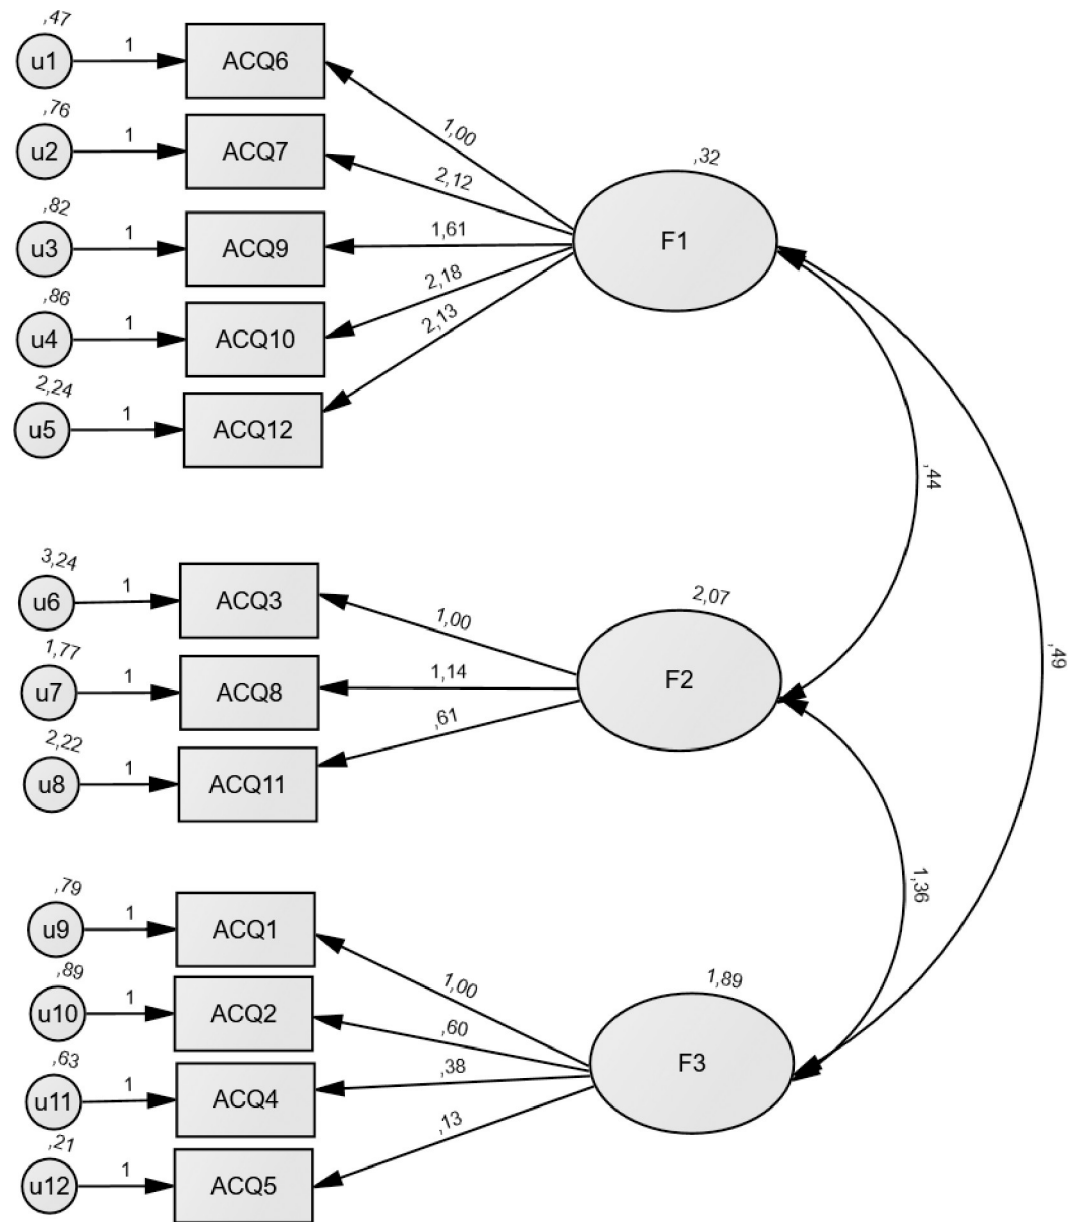 ,47
u1 1 ACQ6
,76
u2 1 ACQ7
,82
u3 1 ACQ9
,86
u4 1 ACQ10
2,24
u5 1 ACQ12
1,00
2,12
1,61
2,18
2,13
,32
F1
,44
,49
3,24
u6 1 ACQ3
1,77
u7 1 ACQ8
2,22
u8 1 ACQ11
1,00
1,14
,61
2,07
F2
1,36
,79
u9 1 ACQ1
,89
u10 1 ACQ2
,63
u11 1 ACQ4
,21
u12 1 ACQ5
1,00
,60
,38
,13
1,89
F3